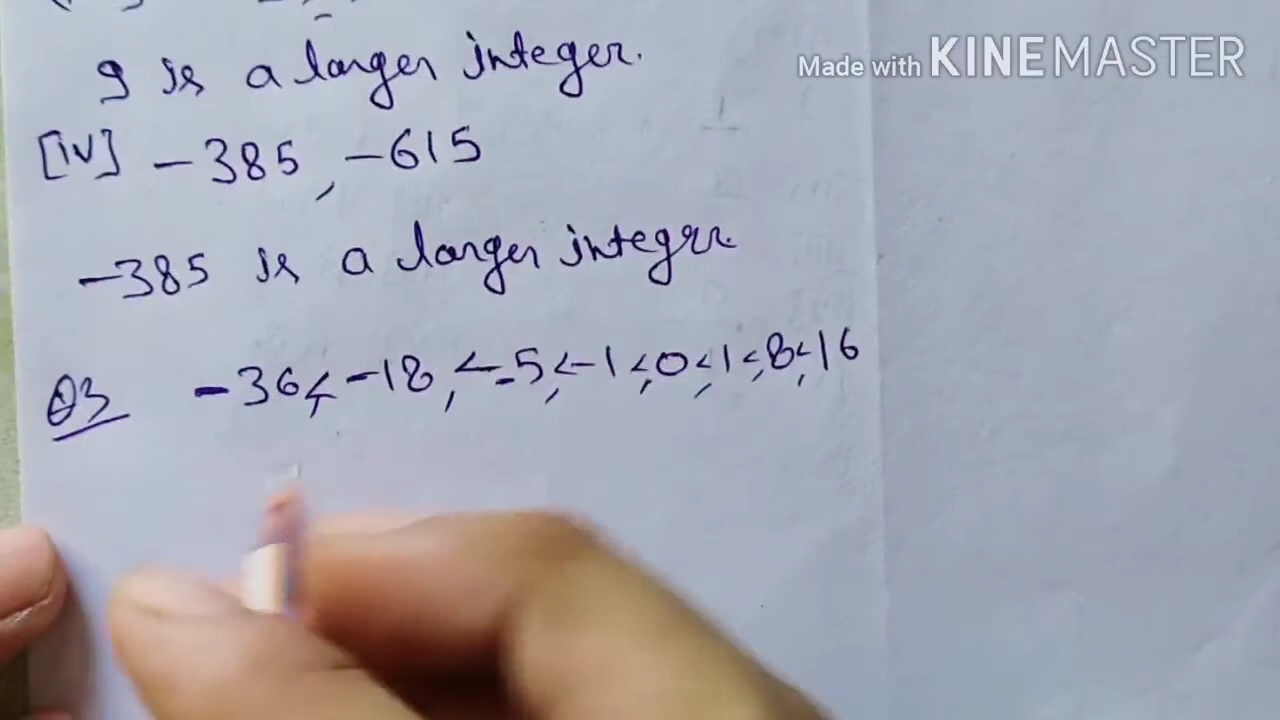 Made with KINEMASTER
9 is a larger integer.
[iv] -385, -615
-385 is a larger integer.
Q3 -36 < -18, < -5, < -1 <, 0 <, 1 <, 8 <, 16